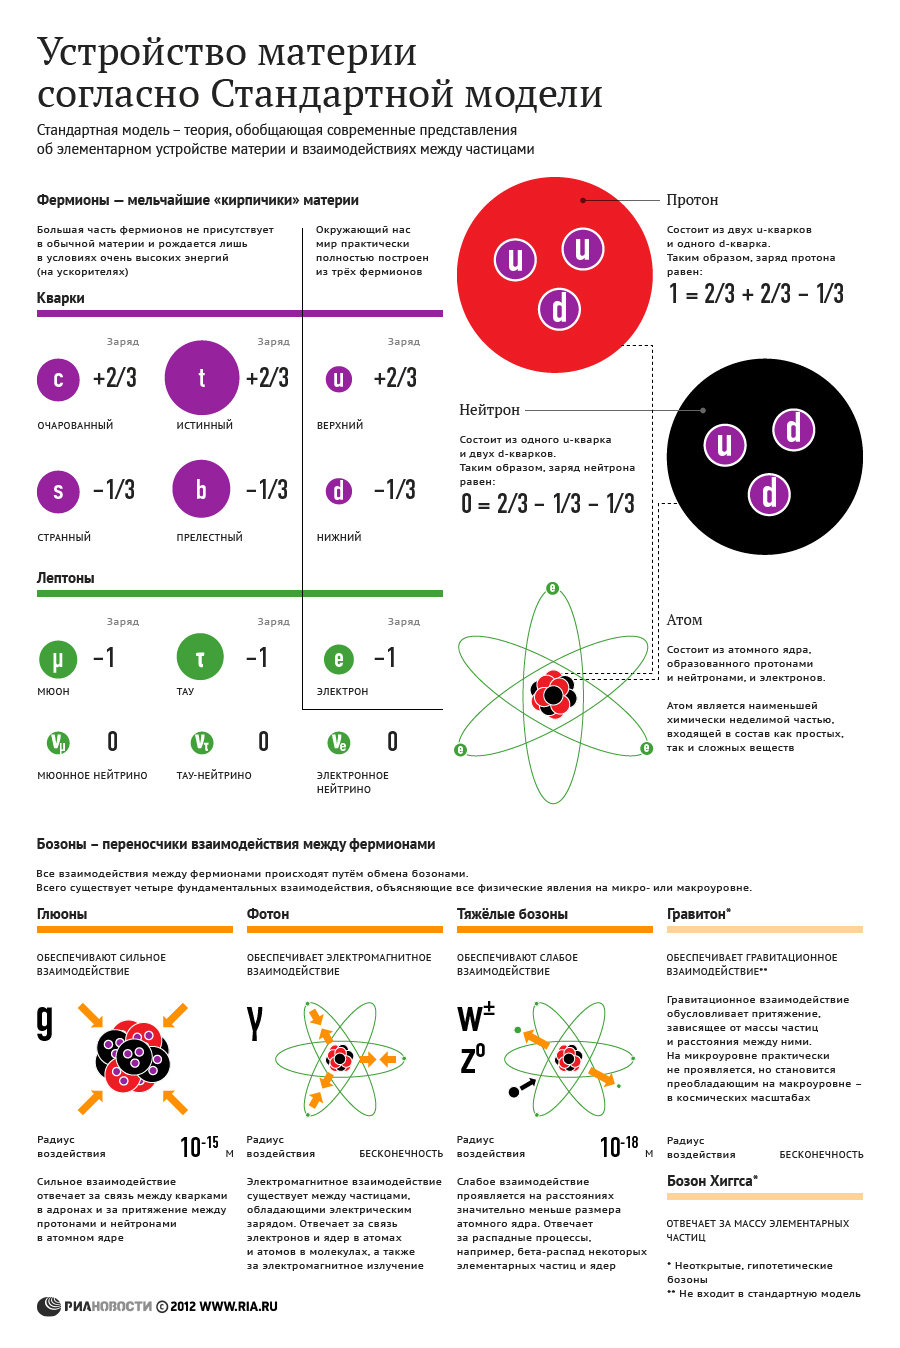 Устройство материи
согласно Стандартной модели
Стандартная модель – теория, обобщающая современные представления
об элементарном устройстве материи и взаимодействиях между частицами
Фермионы — мельчайшие «кирпичики» материи
Большая часть фермионов не присутствует
в обычной материи и рождается лишь
в условиях очень высоких энергий
(на ускорителях)
Окружающий нас
мир практически
полностью построен
из трёх фермионов
Кварки
Заряд
Заряд
Заряд
c +2/3
t +2/3
u +2/3
ОЧАРОВАННЫЙ
ИСТИННЫЙ
ВЕРХНИЙ
s –1/3
b –1/3
d –1/3
СТРАННЫЙ
ПРЕЛЕСТНЫЙ
НИЖНИЙ
Лептоны
Заряд
Заряд
Заряд
μ –1
τ –1
e –1
МЮОН
ТАУ
ЭЛЕКТРОН
νμ 0
ντ 0
νe 0
МЮОННОЕ НЕЙТРИНО
ТАУ-НЕЙТРИНО
ЭЛЕКТРОННОЕ
НЕЙТРИНО
u u
d
Протон
Состоит из двух u-кварков
и одного d-кварка.
Таким образом, заряд протона
равен:
1 = 2/3 + 2/3 – 1/3
Нейтрон
Состоит из одного u-кварка
и двух d-кварков.
Таким образом, заряд нейтрона
равен:
0 = 2/3 – 1/3 – 1/3
u d
d
e
e
e
Атом
Состоит из атомного ядра,
образованного протонами
и нейтронами, и электронов.
Атом является наименьшей
химически неделимой частью,
входящей в состав как простых,
так и сложных веществ
Бозоны – переносчики взаимодействия между фермионами
Все взаимодействия между фермионами происходят путём обмена бозонами.
Всего существует четыре фундаментальных взаимодействия, объясняющие все физические явления на микро- или макроуровне.
Глюоны
ОБЕСПЕЧИВАЮТ СИЛЬНОЕ
ВЗАИМОДЕЙСТВИЕ
g
Радиус
воздействия
10-15 м
Сильное взаимодействие
отвечает за связь между кварками
в адронах и за притяжение между
протонами и нейтронами
в атомном ядре
Фотон
ОБЕСПЕЧИВАЕТ ЭЛЕКТРОМАГНИТНОЕ
ВЗАИМОДЕЙСТВИЕ
γ
Радиус
воздействия
БЕСКОНЕЧНОСТЬ
Электромагнитное взаимодействие
существует между частицами,
обладающими электрическим
зарядом. Отвечает за связь
электронов и ядер в атомах
и атомов в молекулах, а также
за электромагнитное излучение
Тяжёлые бозоны
ОБЕСПЕЧИВАЮТ СЛАБОЕ
ВЗАИМОДЕЙСТВИЕ
W±
Z0
Радиус
воздействия
10-18 м
Слабое взаимодействие
проявляется на расстояниях
значительно меньше размера
атомного ядра. Отвечает
за распадные процессы,
например, бета-распад некоторых
элементарных частиц и ядер
Гравитон*
ОБЕСПЕЧИВАЕТ ГРАВИТАЦИОННОЕ
ВЗАИМОДЕЙСТВИЕ**
Гравитационное взаимодействие
обусловливает притяжение,
зависящее от массы частиц
и расстояния между ними.
На микроуровне практически
не проявляется, но становится
преобладающим на макроуровне –
в космических масштабах
Радиус
воздействия
БЕСКОНЕЧНОСТЬ
Бозон Хиггса*
ОТВЕЧАЕТ ЗА МАССУ ЭЛЕМЕНТАРНЫХ
ЧАСТИЦ
* Неоткрытые, гипотетические
бозоны
** Не входит в стандартную модель
РИАНОВОСТИ © 2012 WWW.RIA.RU